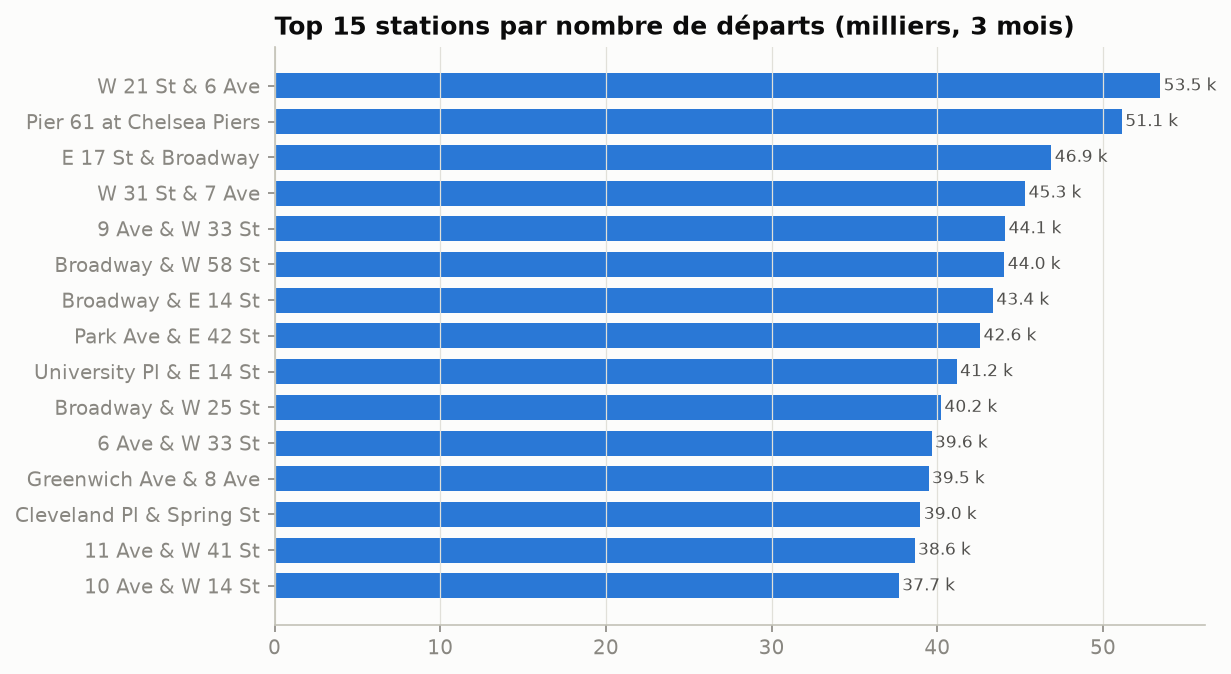 Top 15 stations par nombre de départs (milliers, 3 mois)
W 21 St & 6 Ave 53.5 k
Pier 61 at Chelsea Piers 51.1 k
E 17 St & Broadway 46.9 k
W 31 St & 7 Ave 45.3 k
9 Ave & W 33 St 44.1 k
Broadway & W 58 St 44.0 k
Broadway & E 14 St 43.4 k
Park Ave & E 42 St 42.6 k
University Pl & E 14 St 41.2 k
Broadway & W 25 St 40.2 k
6 Ave & W 33 St 39.6 k
Greenwich Ave & 8 Ave 39.5 k
Cleveland Pl & Spring St 39.0 k
11 Ave & W 41 St 38.6 k
10 Ave & W 14 St 37.7 k
0 10 20 30 40 50